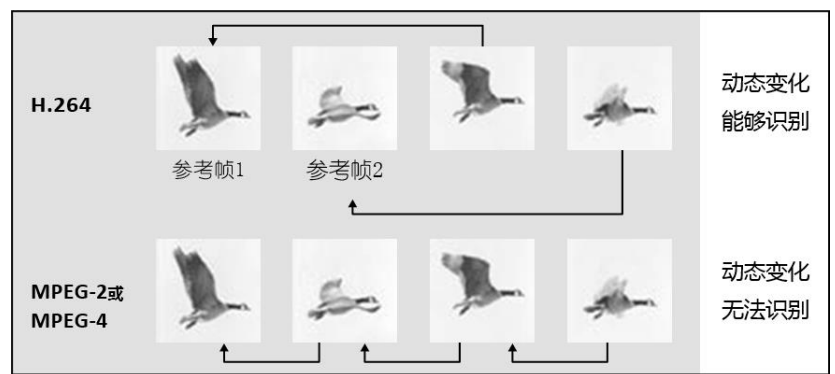 H.264
动态变化
能够识别
参考帧1
参考帧2
MPEG-2或
MPEG-4
动态变化
无法识别